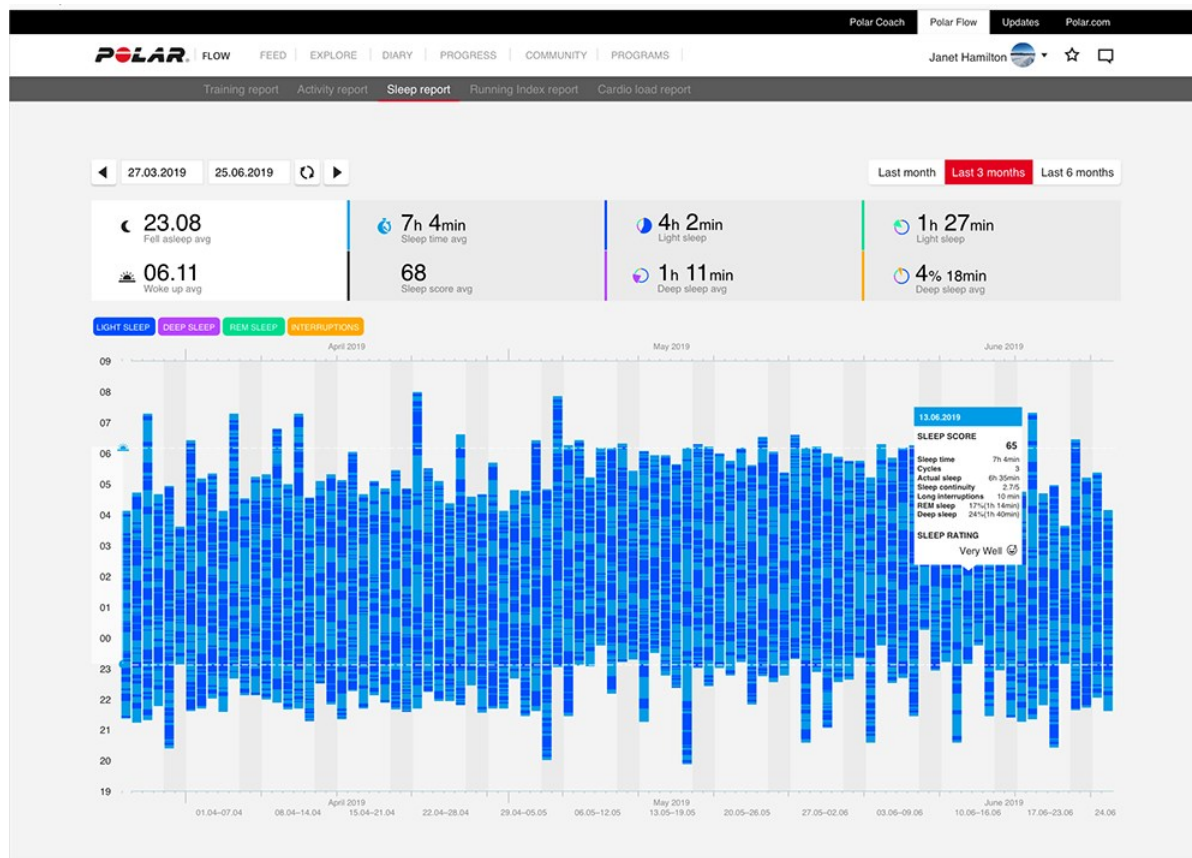 Polar Coach Polar Flow Updates Polar.com
POLAR. FLOW FEED EXPLORE DIARY PROGRESS COMMUNITY PROGRAMS Janet Hamilton
Training report Activity report Sleep report Running Index report Cardio load report
27.03.2019 25.06.2019 Last month Last 3 months Last 6 months
23.08 7h 4min 4h 2min 1h 27min
Fell asleep avg Sleep time avg Light sleep Light sleep
06.11 68 1h 11min 4% 18min
Woke up avg Sleep score avg Deep sleep avg Deep sleep avg
LIGHT SLEEP DEEP SLEEP REM SLEEP INTERRUPTIONS
April 2019 May 2019 June 2019
09
08
07
06
05
04
03
02
01
00
23
22
21
20
19
13.06.2019
SLEEP SCORE
65
Sleep time 7h 4min
Cycles 3
Actual sleep 6h 35min
Sleep continuity 2.7/5
Long interruptions 10 min
REM sleep 17%(1h 14min)
Deep sleep 24%(1h 40min)
SLEEP RATING
Very Well
April 2019 May 2019 June 2019
01.04–07.04 08.04–14.04 15.04–21.04 22.04–28.04 29.04–05.05 06.05–12.05 13.05–19.05 20.05–26.05 27.05–02.06 03.06–09.06 10.06–16.06 17.06–23.06 24.06